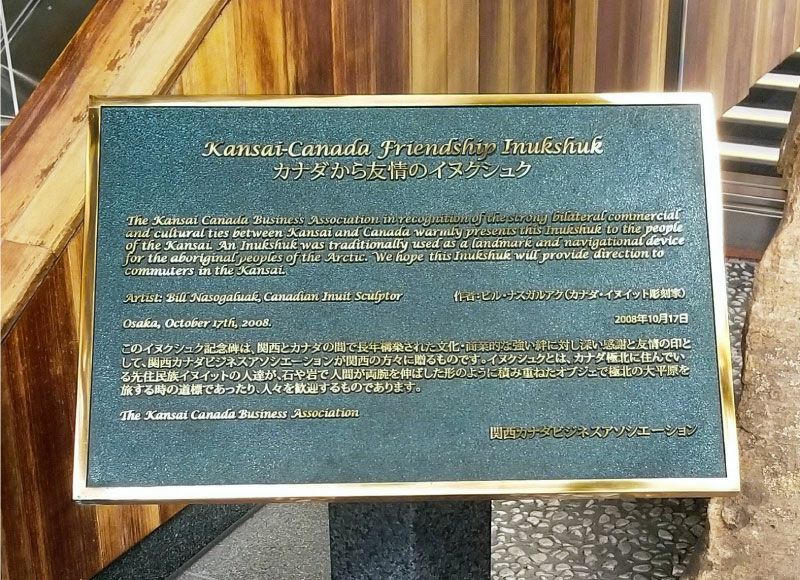 Kansai-Canada Friendship Inukshuk
カナダから友情のイヌクシュク
The Kansai Canada Business Association in recognition of the strong bilateral commercial
and cultural ties between Kansai and Canada warmly presents this Inukshuk to the people
of the Kansai. An Inukshuk was traditionally used as a landmark and navigational device
for the aboriginal peoples of the Arctic. We hope this Inukshuk will provide direction to
commuters in the Kansai.
Artist: Bill Nasogaluak, Canadian Inuit Sculptor
作者：ビル・ナスガルアク（カナダ・イヌイット彫刻家）
Osaka, October 17th, 2008.
2008年10月17日
このイヌクシュク記念碑は、関西とカナダの間で長年構築された文化・商業的な強い絆に対し深い感謝と友情の印と
して、関西カナダビジネスアソシエーションが関西の方々に贈るものです。イヌクシュクとは、カナダ極北に住んでい
る先住民族イヌイットの人達が、石や岩で人間が両腕を伸ばした形のように積み重ねたオブジェで極北の大平原を
旅する時の道標であったり、人々を歓迎するものであります。
The Kansai Canada Business Association
関西カナダビジネスアソシエーション